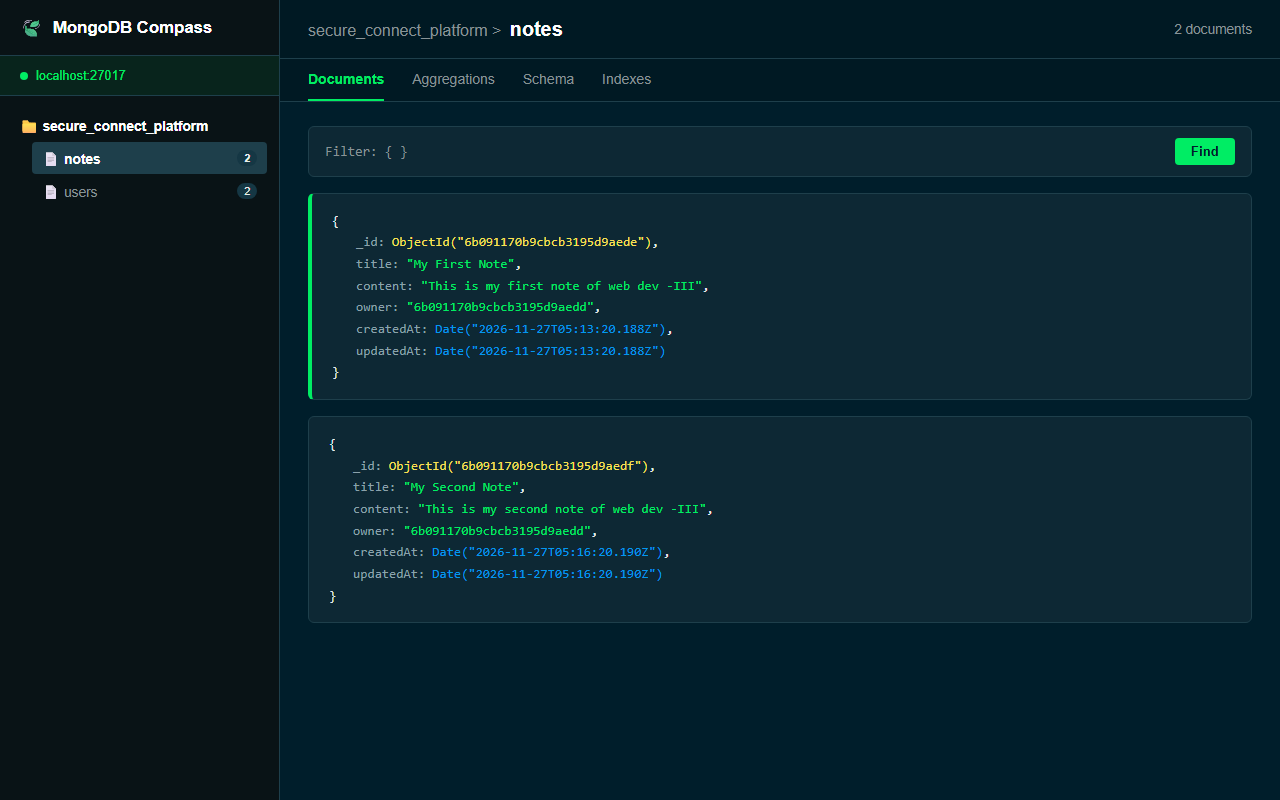 MongoDB Compass
localhost:27017
secure_connect_platform
notes 2
users 2
secure_connect_platform > notes
2 documents
Documents Aggregations Schema Indexes
Filter: { }
Find
{
_id: ObjectId("6b091170b9cbcb3195d9aede"),
title: "My First Note",
content: "This is my first note of web dev -III",
owner: "6b091170b9cbcb3195d9aedd",
createdAt: Date("2026-11-27T05:13:20.188Z"),
updatedAt: Date("2026-11-27T05:13:20.188Z")
}
{
_id: ObjectId("6b091170b9cbcb3195d9aedf"),
title: "My Second Note",
content: "This is my second note of web dev -III",
owner: "6b091170b9cbcb3195d9aedd",
createdAt: Date("2026-11-27T05:16:20.190Z"),
updatedAt: Date("2026-11-27T05:16:20.190Z")
}